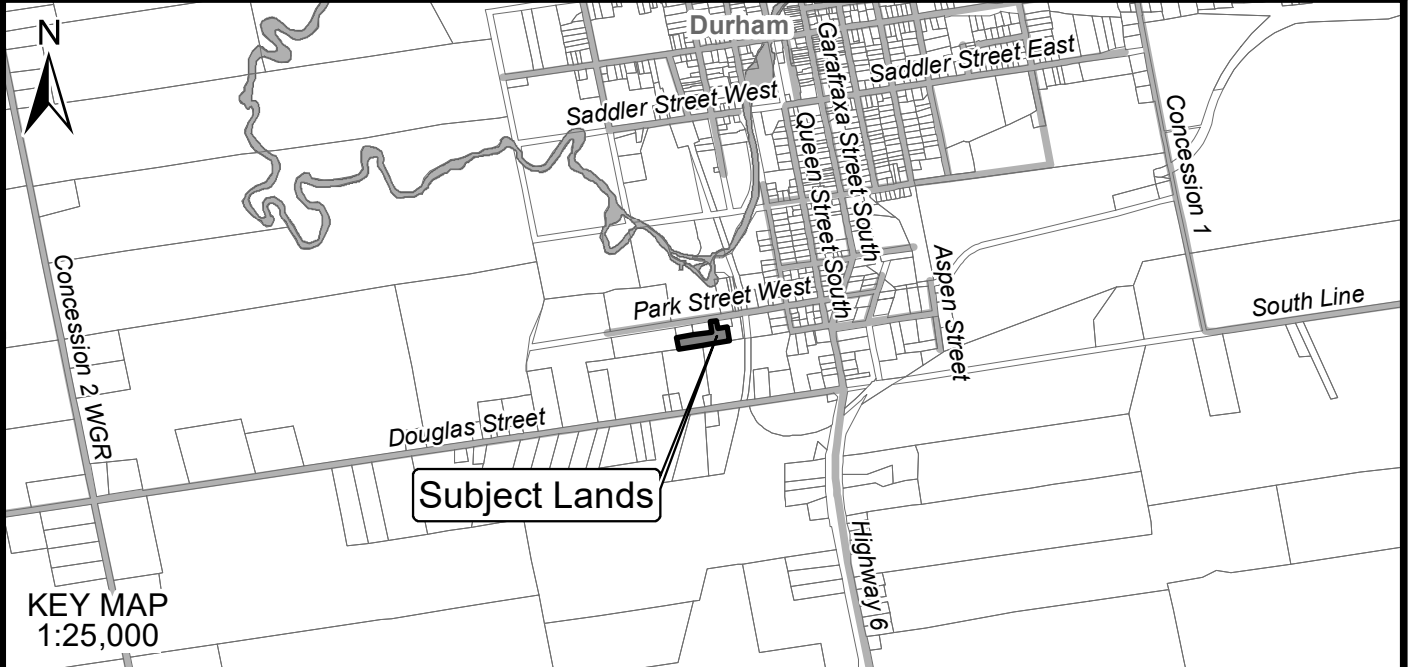 N
Durham
Garafraxa Street South
Saddler Street East
Saddler Street West
Queen Street South
Concession 1
Concession 2 WGR
Park Street West
Aspen Street
South Line
Douglas Street
Subject Lands
Highway 6
KEY MAP
1:25,000